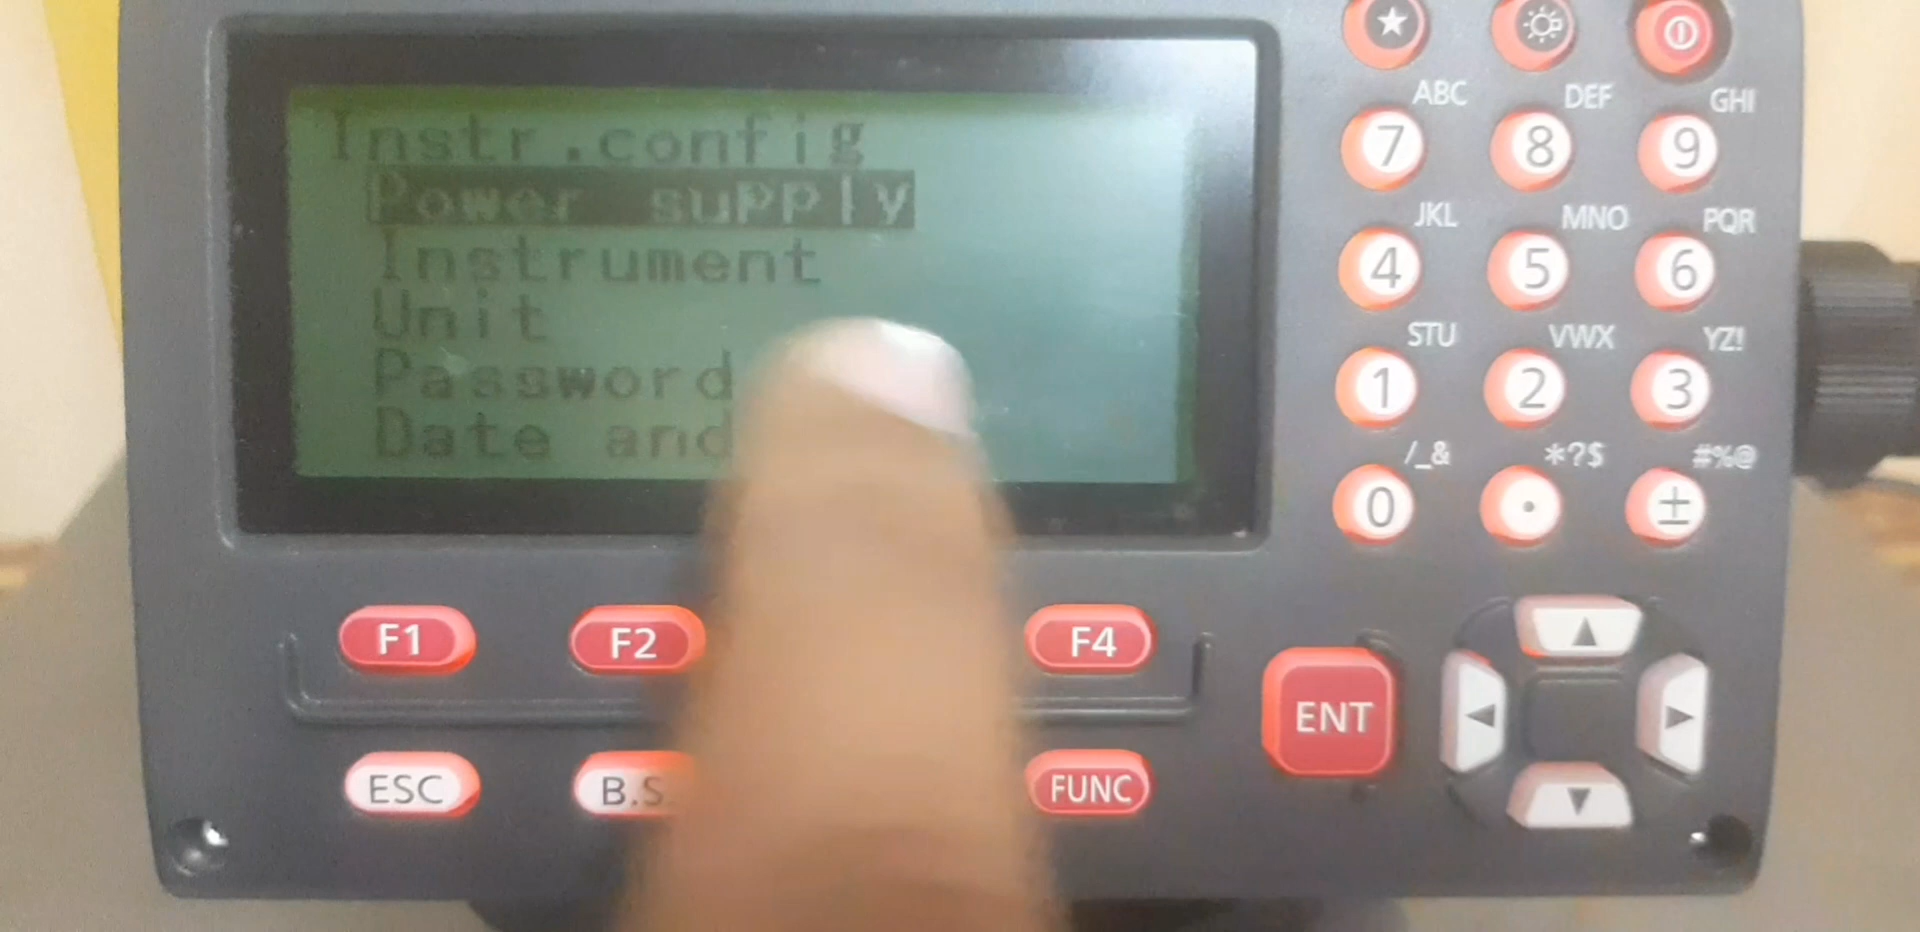 Instr.config
Power supply
Instrument
Unit
Password
Date and
ABC DEF GHI
7 8 9
JKL MNO PQR
4 5 6
STU VWX YZ!
1 2 3
/_& *?$ #%@
0 . ±
F1 F2 F4
ENT
ESC B.S. FUNC